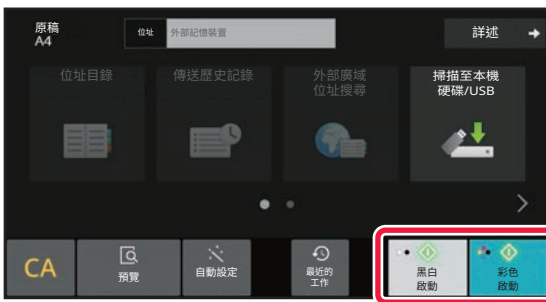 原稿
A4
位址
外部記憶裝置
詳述
位址目錄
傳送歷史記錄
外部廣域
位址搜尋
掃描至本機
硬碟/USB
CA
預覽
自動設定
最近的
工作
黑白
啟動
彩色
啟動